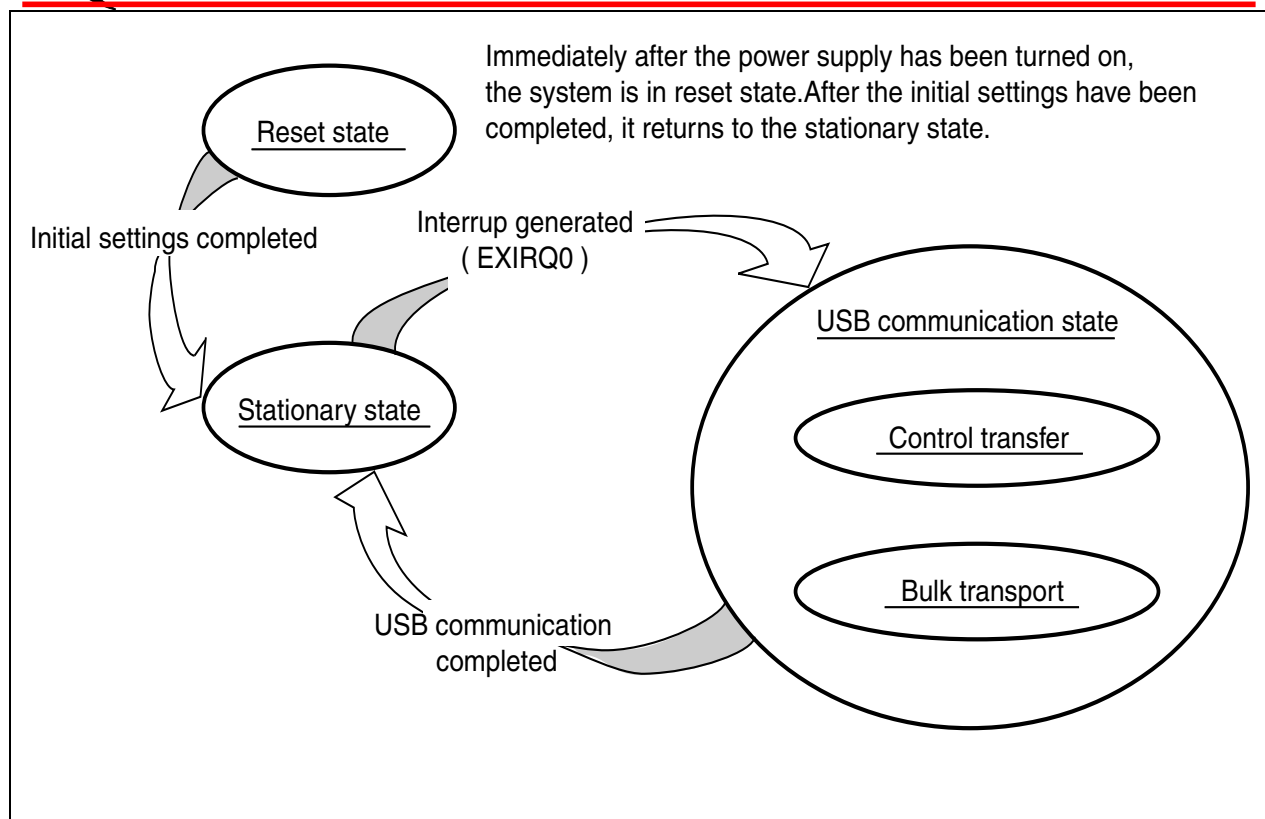 Immediately after the power supply has been turned on,
the system is in reset state.After the initial settings have been
completed, it returns to the stationary state.
Reset state
Initial settings completed
Interrup generated
( EXIRQ0 )
USB communication state
Stationary state
Control transfer
Bulk transport
USB communication
completed